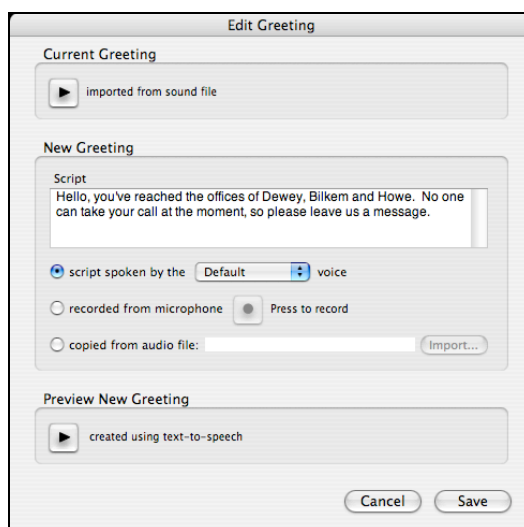 Edit Greeting
Current Greeting
imported from sound file
New Greeting
Script
Hello, you've reached the offices of Dewey, Bilkem and Howe.  No one
can take your call at the moment, so please leave us a message.
script spoken by the Default voice
recorded from microphone Press to record
copied from audio file: Import...
Preview New Greeting
created using text-to-speech
Cancel Save